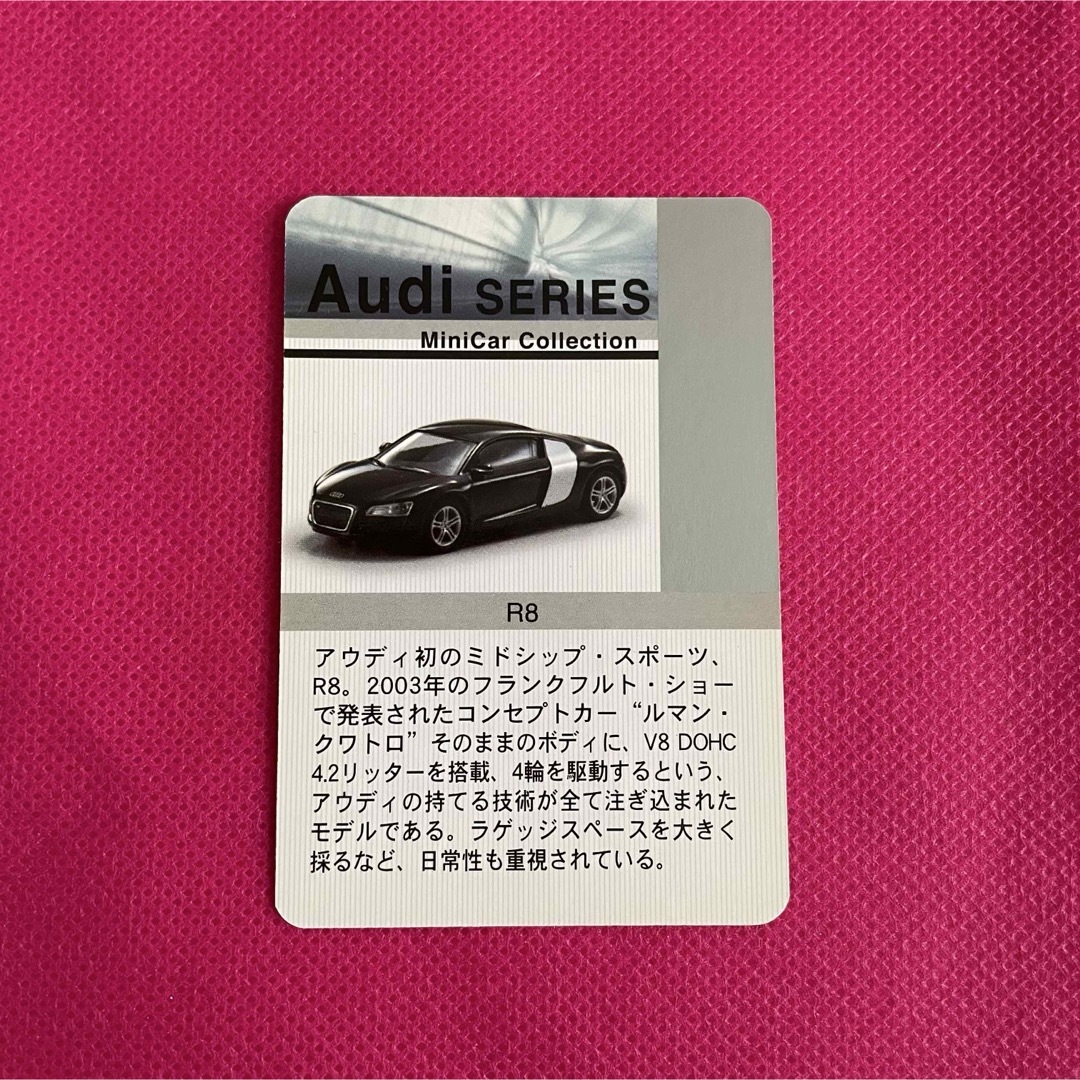 Audi SERIES
MiniCar Collection
R8
アウディ初のミドシップ・スポーツ、
R8。2003年のフランクフルト・ショー
で発表されたコンセプトカー“ルマン・
クワトロ”そのままのボディに、V8 DOHC
4.2リッターを搭載、4輪を駆動するという、
アウディの持てる技術が全て注ぎ込まれた
モデルである。ラゲッジスペースを大きく
採るなど、日常性も重視されている。